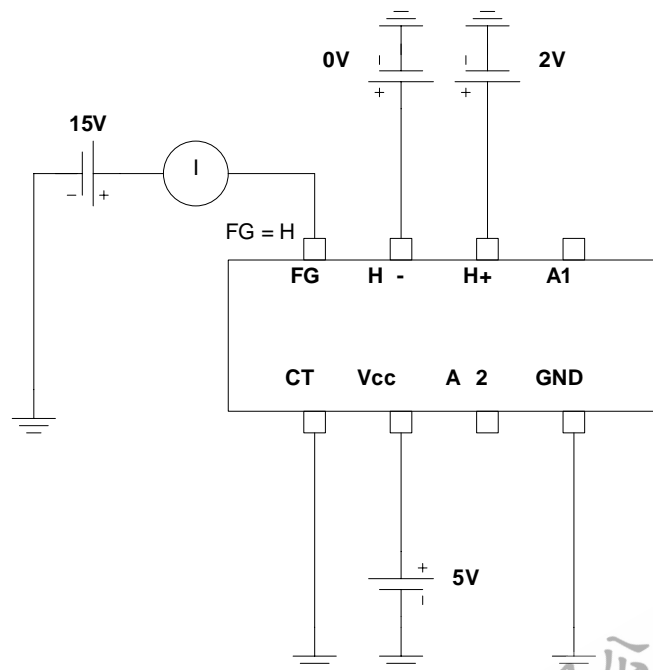 0V
2V
15V
I
FG = H
FG H - H+ A1
CT Vcc A 2 GND
5V